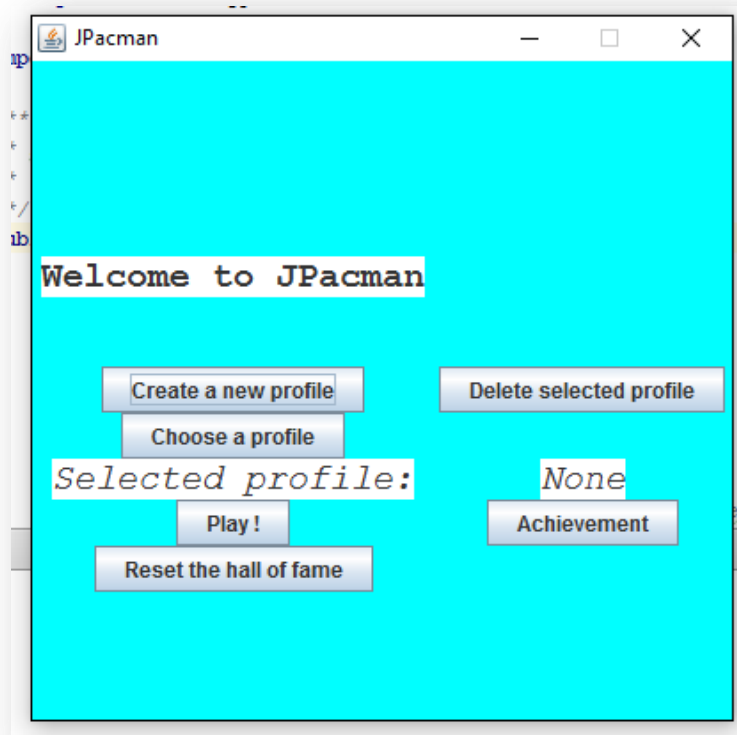 JPacman
Welcome to JPacman
Create a new profile
Delete selected profile
Choose a profile
Selected profile:
None
Play !
Achievement
Reset the hall of fame